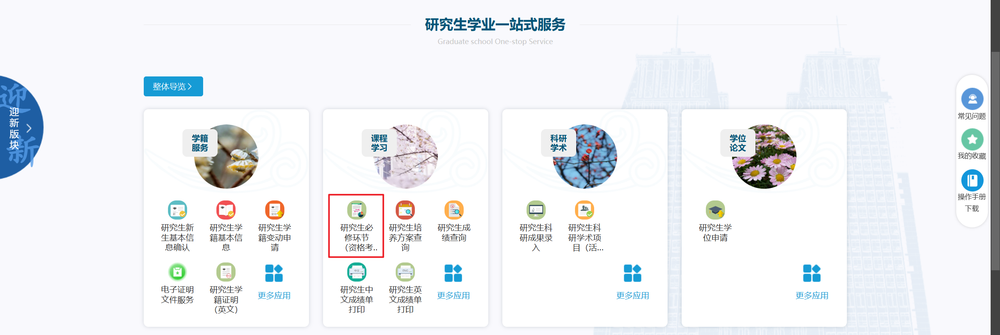 研究生学业一站式服务
Graduate school One-stop Service
整体导览
迎新
迎
新
版
块
学籍
服务
研究生新
生基本信
息确认
研究生学
籍基本信
息
研究生学
籍变动申
请
电子证明
文件服务
研究生学
籍证明
（英文）
更多应用
课程
学习
研究生必
修环节
（资格考..
研究生培
养方案查
询
研究生成
绩查询
研究生中
文成绩单
打印
研究生英
文成绩单
打印
更多应用
科研
学术
研究生科
研成果录
入
研究生科
研学术项
目（活...
更多应用
学位
论文
研究生学
位申请
更多应用
常见问题
我的收藏
操作手册
下载